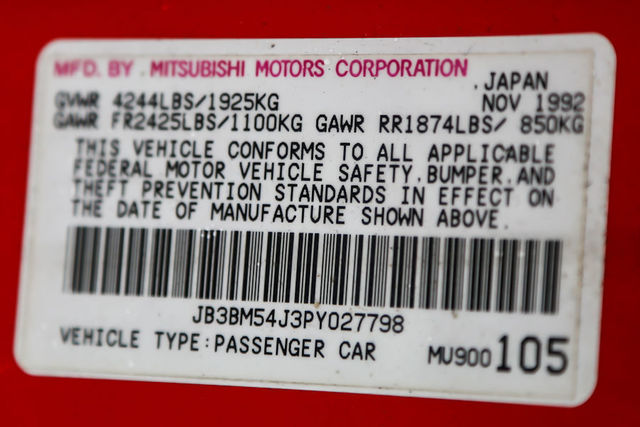 MFD. BY MITSUBISHI MOTORS CORPORATION
, JAPAN
GVWR 4244LBS/1925KG NOV 1992
GAWR FR2425LBS/1100KG GAWR RR1874LBS/ 850KG
THIS VEHICLE CONFORMS TO ALL APPLICABLE
FEDERAL MOTOR VEHICLE SAFETY,BUMPER,AND
THEFT PREVENTION STANDARDS IN EFFECT ON
THE DATE OF MANUFACTURE SHOWN ABOVE.
JB3BM54J3PY027798
VEHICLE TYPE:PASSENGER CAR MU900105